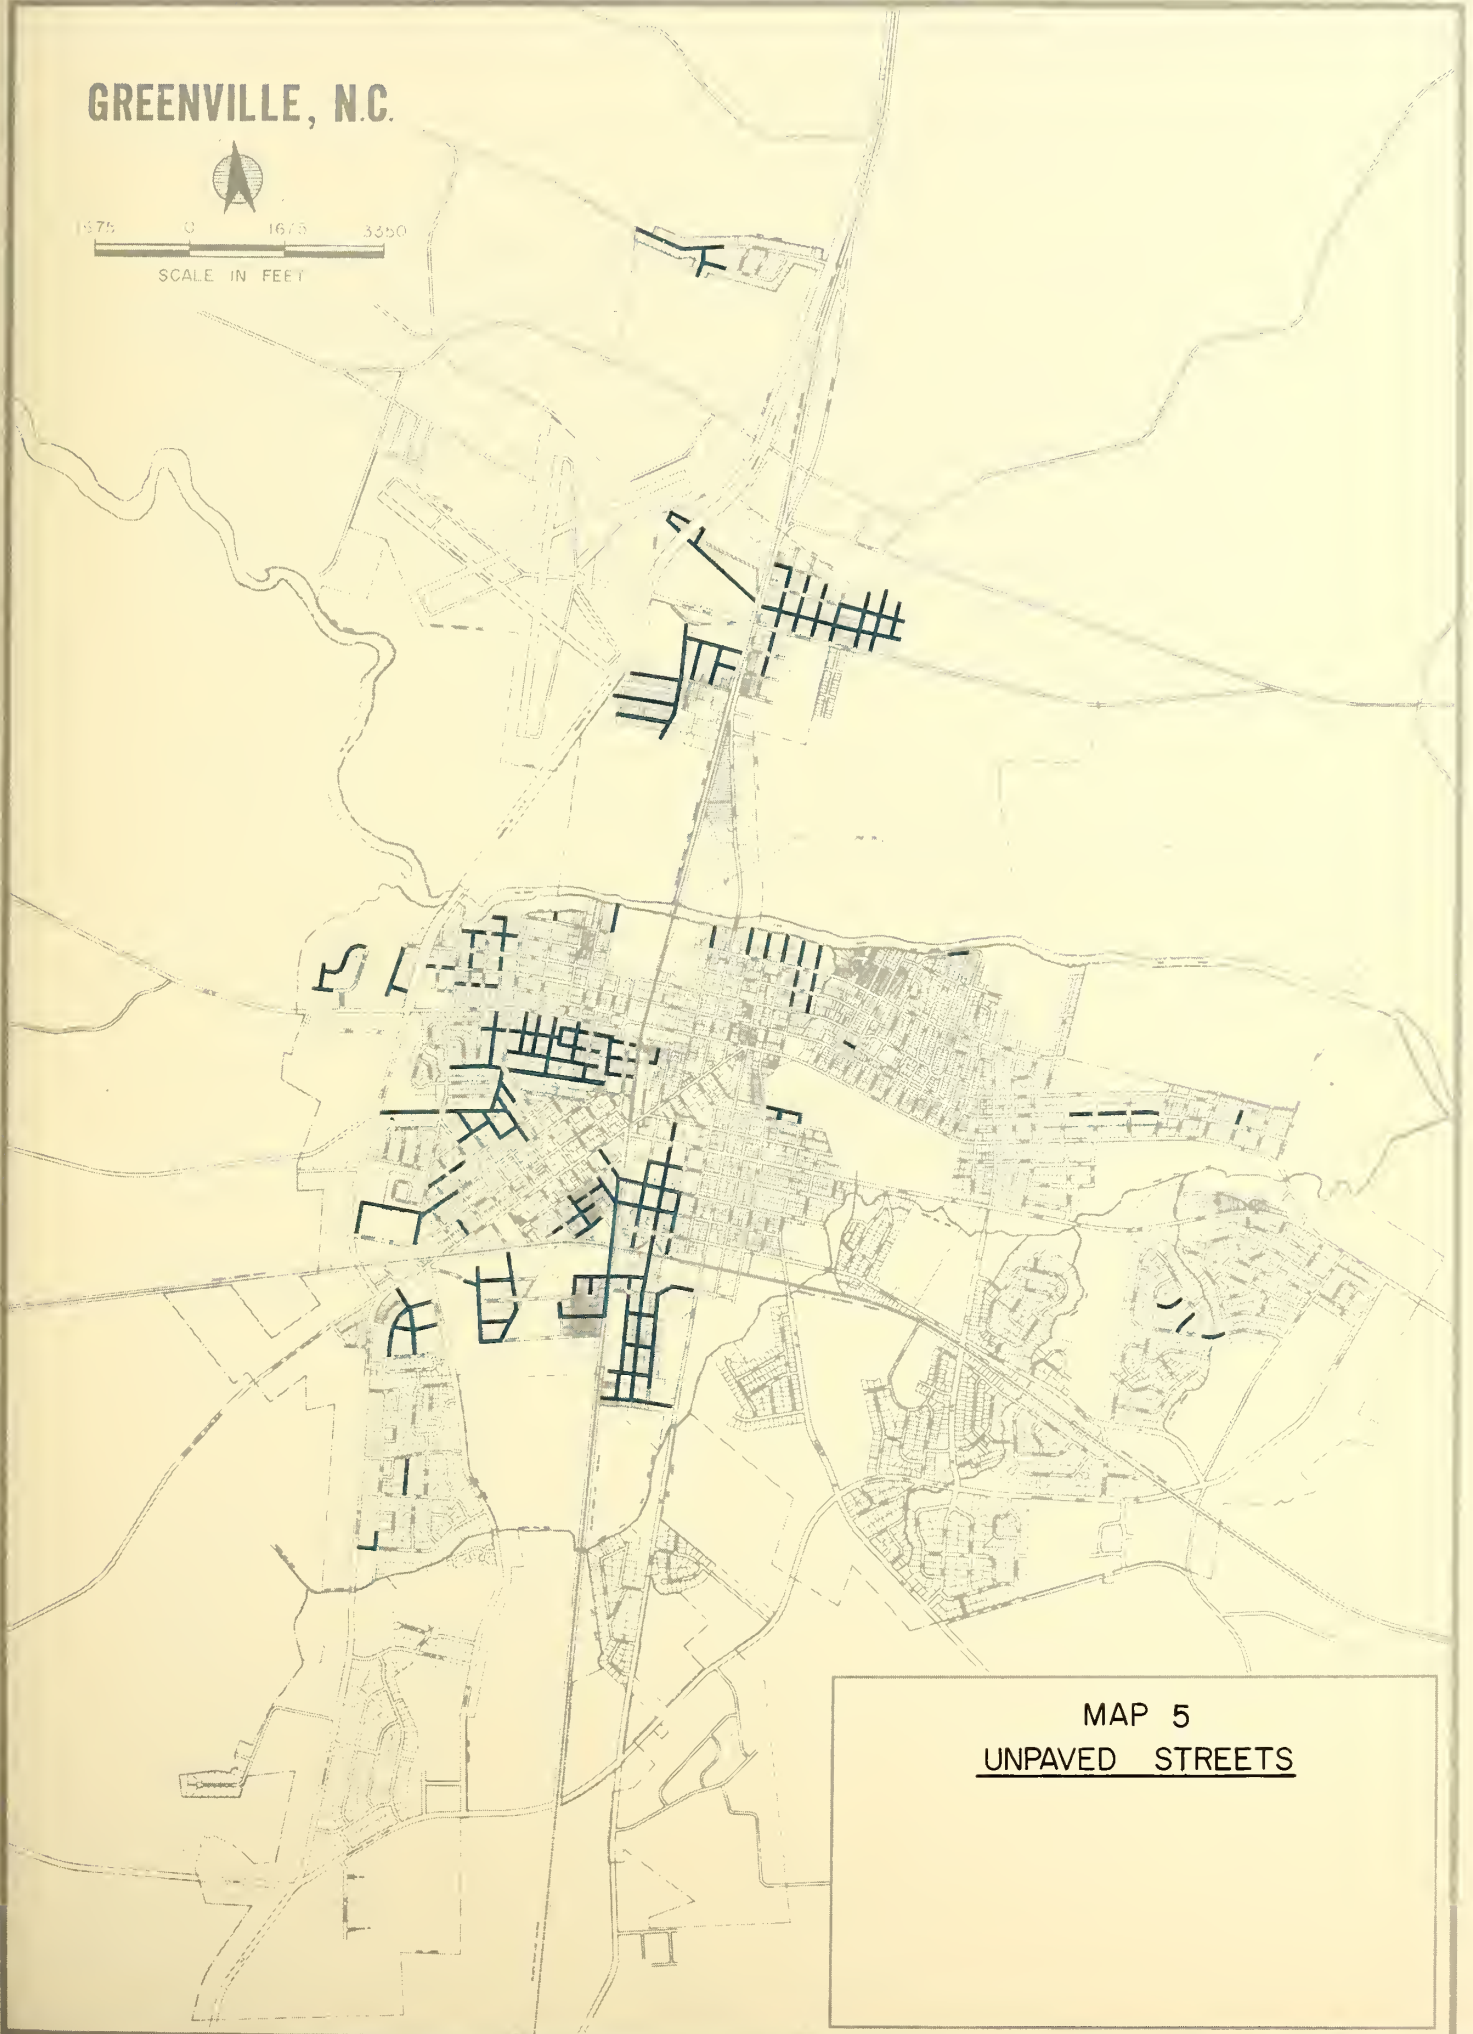 GREENVILLE, N.C.
1675 0 1675 3350
SCALE IN FEET
MAP 5
UNPAVED STREETS